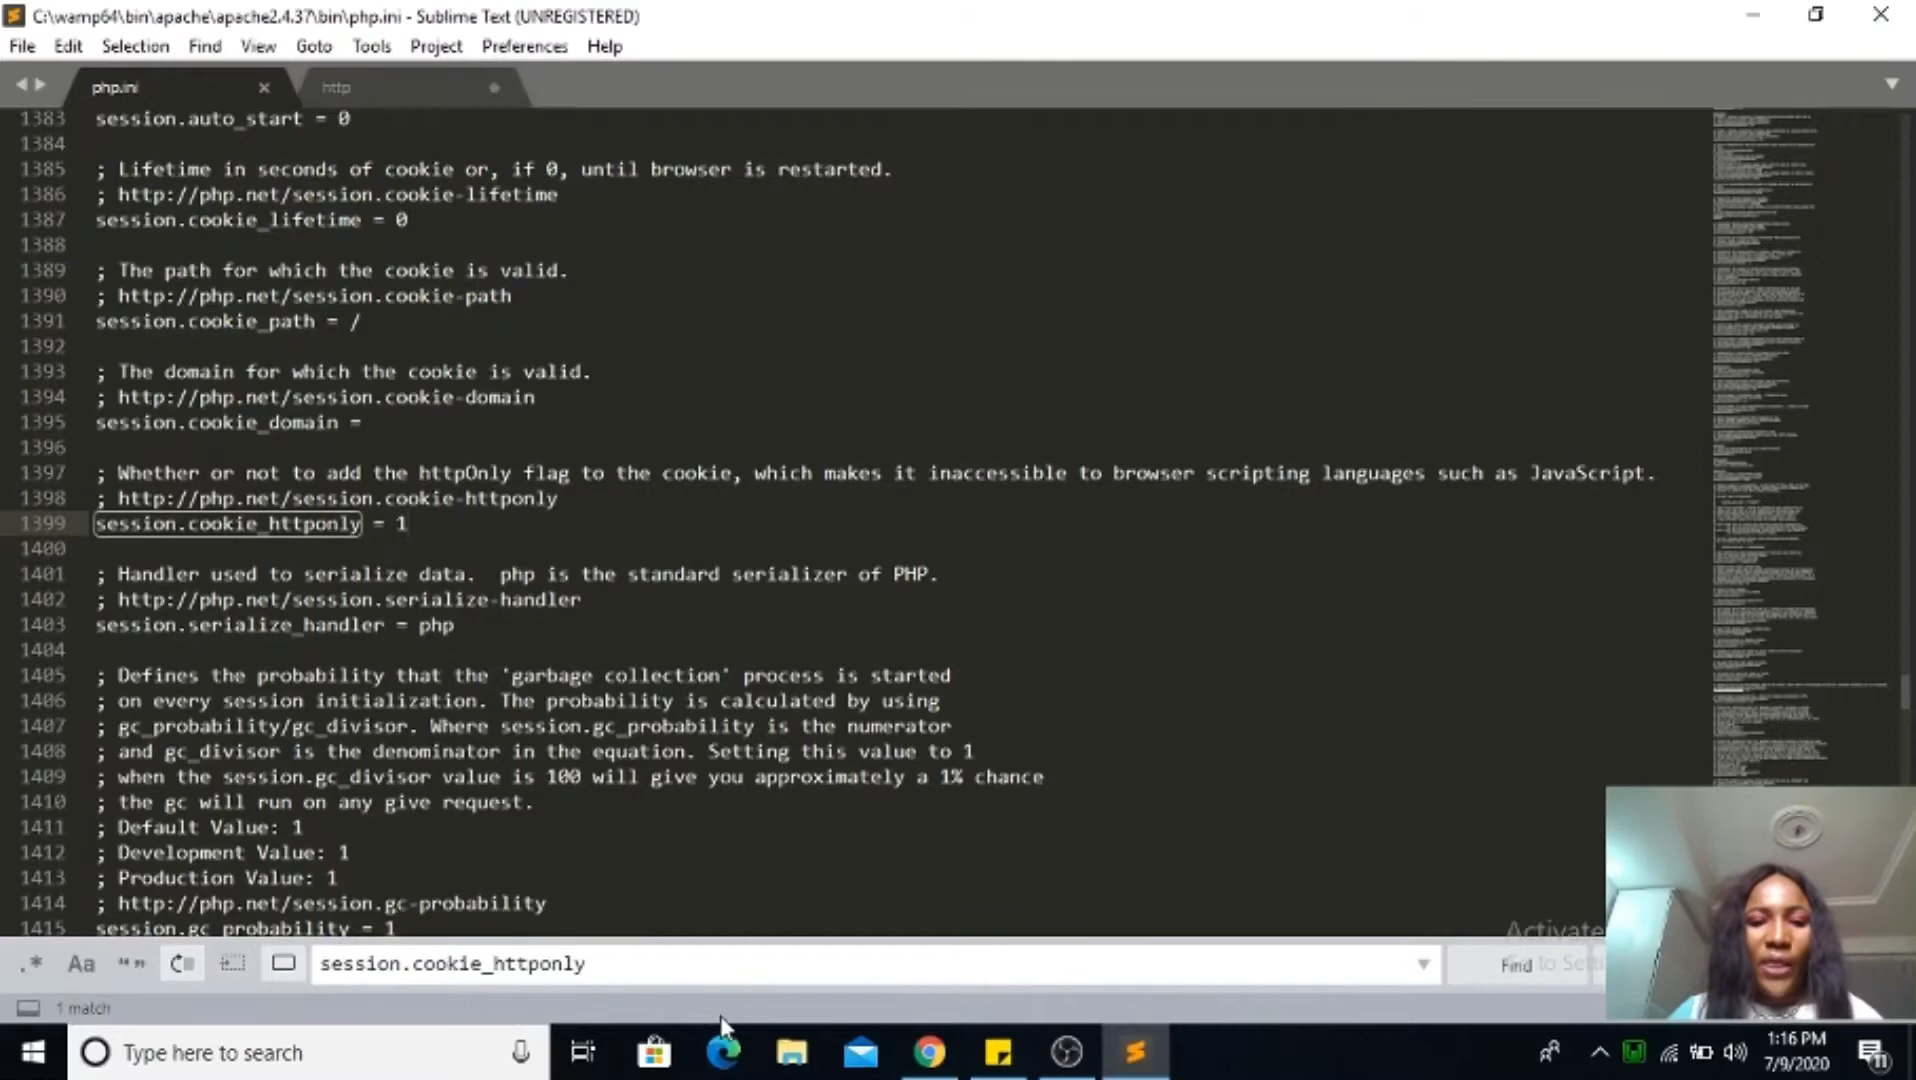 C:\wamp64\bin\apache\apache2.4.37\bin\php.ini - Sublime Text (UNREGISTERED)
File Edit Selection Find View Goto Tools Project Preferences Help
php.ini http
1383 session.auto_start = 0
1384
1385 ; Lifetime in seconds of cookie or, if 0, until browser is restarted.
1386 ; http://php.net/session.cookie-lifetime
1387 session.cookie_lifetime = 0
1388
1389 ; The path for which the cookie is valid.
1390 ; http://php.net/session.cookie-path
1391 session.cookie_path = /
1392
1393 ; The domain for which the cookie is valid.
1394 ; http://php.net/session.cookie-domain
1395 session.cookie_domain =
1396
1397 ; Whether or not to add the httpOnly flag to the cookie, which makes it inaccessible to browser scripting languages such as JavaScript.
1398 ; http://php.net/session.cookie-httponly
1399 session.cookie_httponly = 1
1400
1401 ; Handler used to serialize data.  php is the standard serializer of PHP.
1402 ; http://php.net/session.serialize-handler
1403 session.serialize_handler = php
1404
1405 ; Defines the probability that the 'garbage collection' process is started
1406 ; on every session initialization. The probability is calculated by using
1407 ; gc_probability/gc_divisor. Where session.gc_probability is the numerator
1408 ; and gc_divisor is the denominator in the equation. Setting this value to 1
1409 ; when the session.gc_divisor value is 100 will give you approximately a 1% chance
1410 ; the gc will run on any give request.
1411 ; Default Value: 1
1412 ; Development Value: 1
1413 ; Production Value: 1
1414 ; http://php.net/session.gc-probability
1415 session.gc_probability = 1
Activate
.* Aa “ ” session.cookie_httponly Find to Setti
1 match
Type here to search
1:16 PM
7/9/2020
11